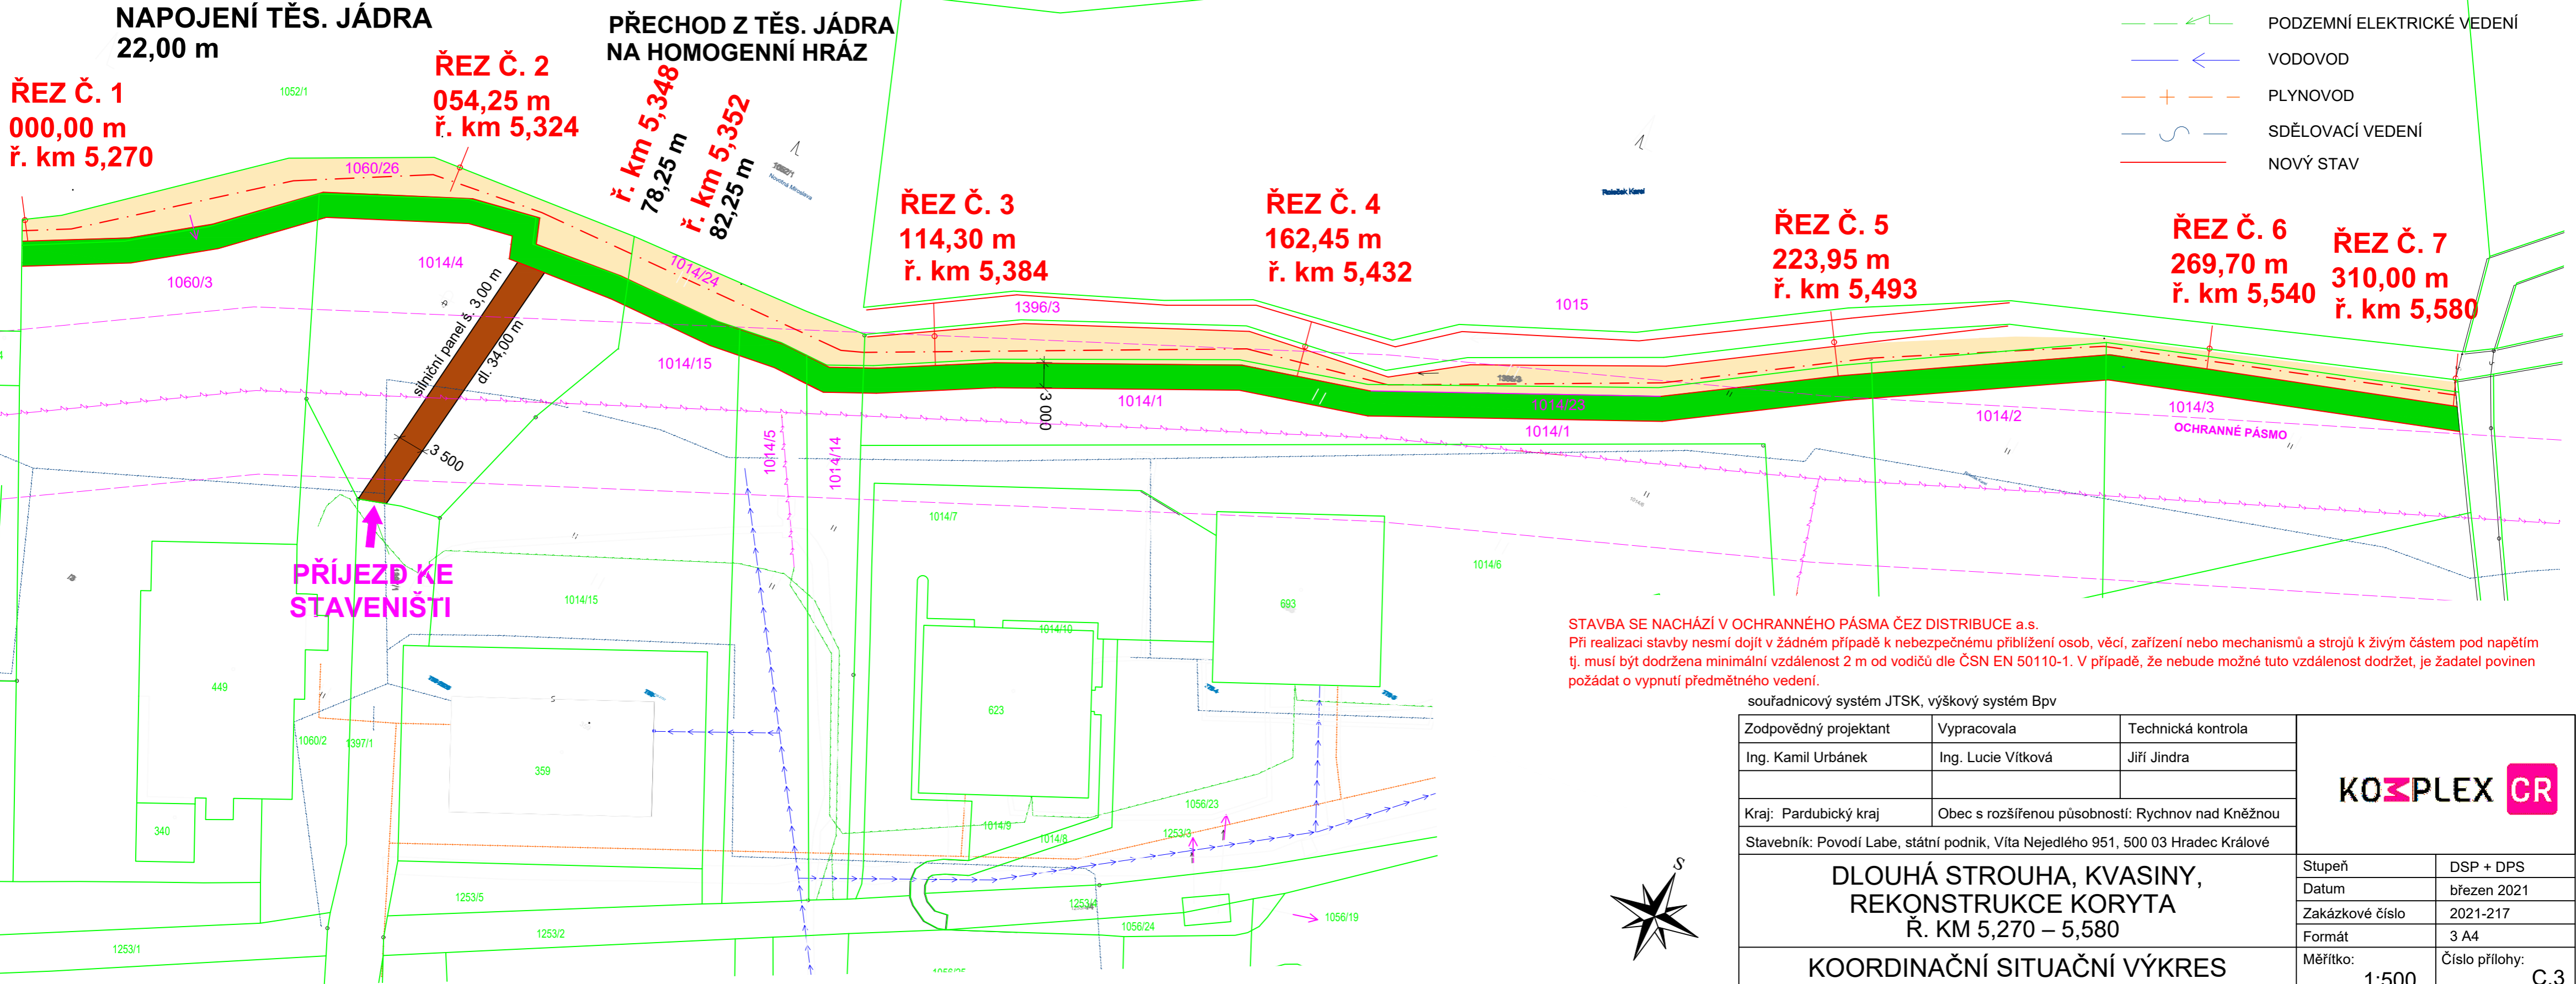 NAPOJENÍ TĚS. JÁDRA
22,00 m
PŘECHOD Z TĚS. JÁDRA
NA HOMOGENNÍ HRÁZ
ŘEZ Č. 1
000,00 m
ř. km 5,270
ŘEZ Č. 2
054,25 m
ř. km 5,324
ř. km 5,348
78,25 m
ř. km 5,352
82,25 m
ŘEZ Č. 3
114,30 m
ř. km 5,384
ŘEZ Č. 4
162,45 m
ř. km 5,432
ŘEZ Č. 5
223,95 m
ř. km 5,493
ŘEZ Č. 6
269,70 m
ř. km 5,540
ŘEZ Č. 7
310,00 m
ř. km 5,580
PODZEMNÍ ELEKTRICKÉ VEDENÍ
VODOVOD
PLYNOVOD
SDĚLOVACÍ VEDENÍ
NOVÝ STAV
1052/1
1060/26
1060/3
1014/4
1014/24
1014/15
1396/3
1015
1014/1
1014/1
1014/2
1014/3
OCHRANNÉ PÁSMO
silniční panel š. 3,00 m
dl. 34,00 m
3 500
3 000
1014/5
1014/14
1014/7
1014/6
1014/15
1014/10
PŘÍJEZD KE
STAVENIŠTI
449
340
359
623
693
1060/2
1397/1
1014/9
1014/8
1056/23
1253/3
1253/5
1253/2
1253/1
1056/24
1056/19
S
STAVBA SE NACHÁZÍ V OCHRANNÉHO PÁSMA ČEZ DISTRIBUCE a.s.
Při realizaci stavby nesmí dojít v žádném případě k nebezpečnému přiblížení osob, věcí, zařízení nebo mechanismů a strojů k živým částem pod napětím
tj. musí být dodržena minimální vzdálenost 2 m od vodičů dle ČSN EN 50110-1. V případě, že nebude možné tuto vzdálenost dodržet, je žadatel povinen
požádat o vypnutí předmětného vedení.
souřadnicový systém JTSK, výškový systém Bpv
Zodpovědný projektant Vypracovala Technická kontrola
Ing. Kamil Urbánek Ing. Lucie Vítková Jiří Jindra
Kraj: Pardubický kraj Obec s rozšířenou působností: Rychnov nad Kněžnou
Stavebník: Povodí Labe, státní podnik, Víta Nejedlého 951, 500 03 Hradec Králové
KOMPLEX CR
DLOUHÁ STROUHA, KVASINY,
REKONSTRUKCE KORYTA
Ř. KM 5,270 – 5,580
KOORDINAČNÍ SITUAČNÍ VÝKRES
Stupeň DSP + DPS
Datum březen 2021
Zakázkové číslo 2021-217
Formát 3 A4
Měřítko: Číslo přílohy:
1:500 C.3